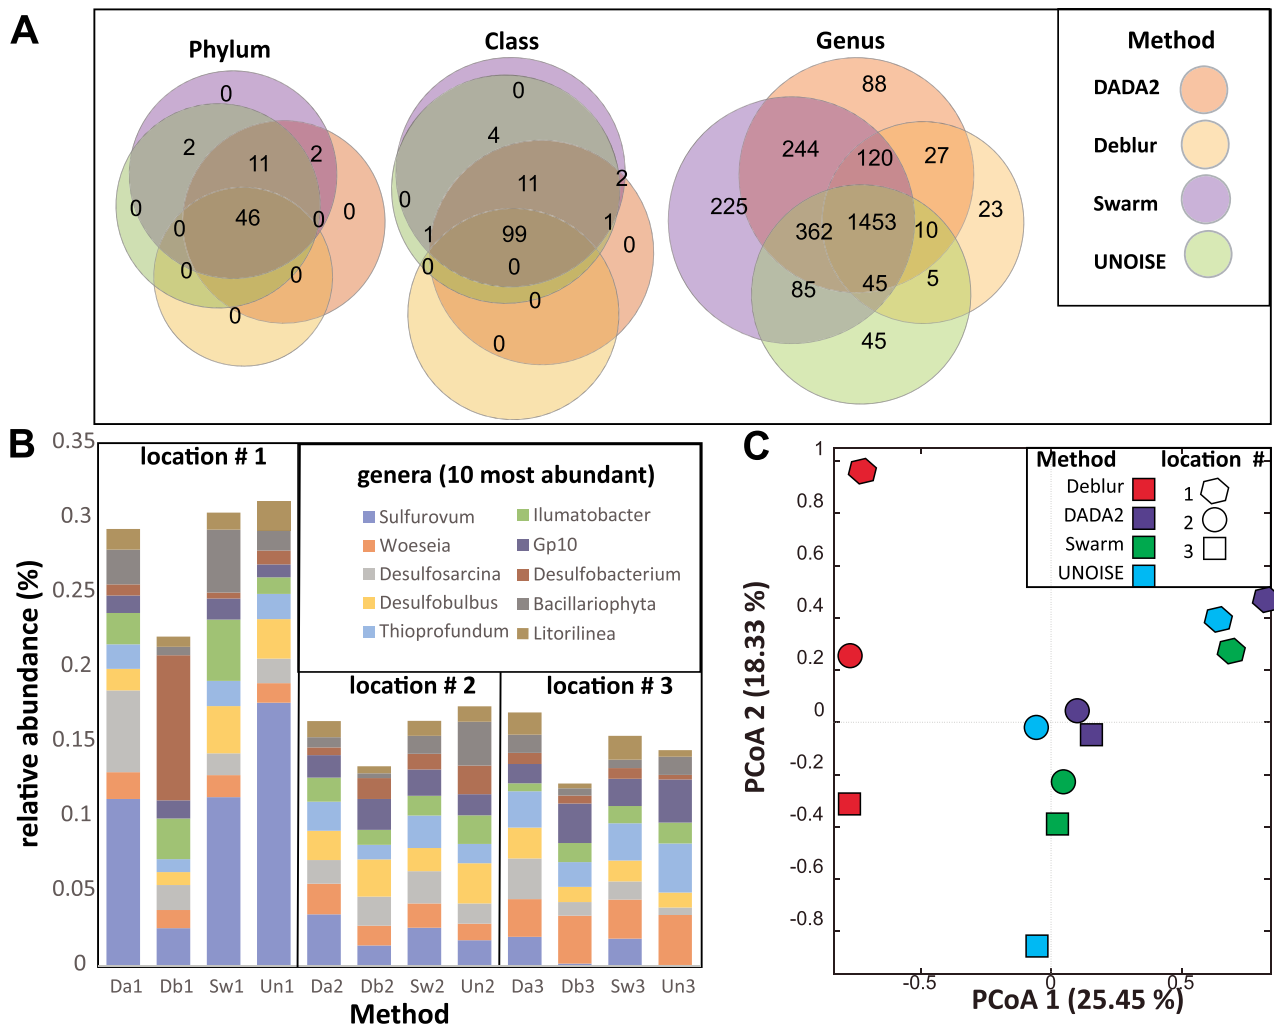 A
Phylum
Class
Genus
Method
DADA2
Deblur
Swarm
UNOISE
0
2
11
2
0
0
46
0
0
0
0
0
0
4
11
2
0
1
99
1
0
0
0
0
0
88
244
120
27
225
362
1453
10
23
85
45
5
45
B
0.35
0.3
0.25
0.2
0.15
0.1
0.05
0
relative abundance (%)
location # 1
genera (10 most abundant)
Sulfurovum
Ilumatobacter
Woeseia
Gp10
Desulfosarcina
Desulfobacterium
Desulfobulbus
Bacillariophyta
Thioprofundum
Litorilinea
location # 2
location # 3
Da1 Db1 Sw1 Un1 Da2 Db2 Sw2 Un2 Da3 Db3 Sw3 Un3
Method
C
1
0.8
0.6
0.4
0.2
0
-0.2
-0.4
-0.6
-0.8
PCoA 2 (18.33 %)
Method
location #
Deblur
DADA2
Swarm
UNOISE
1
2
3
-0.5 0 0.5
PCoA 1 (25.45 %)